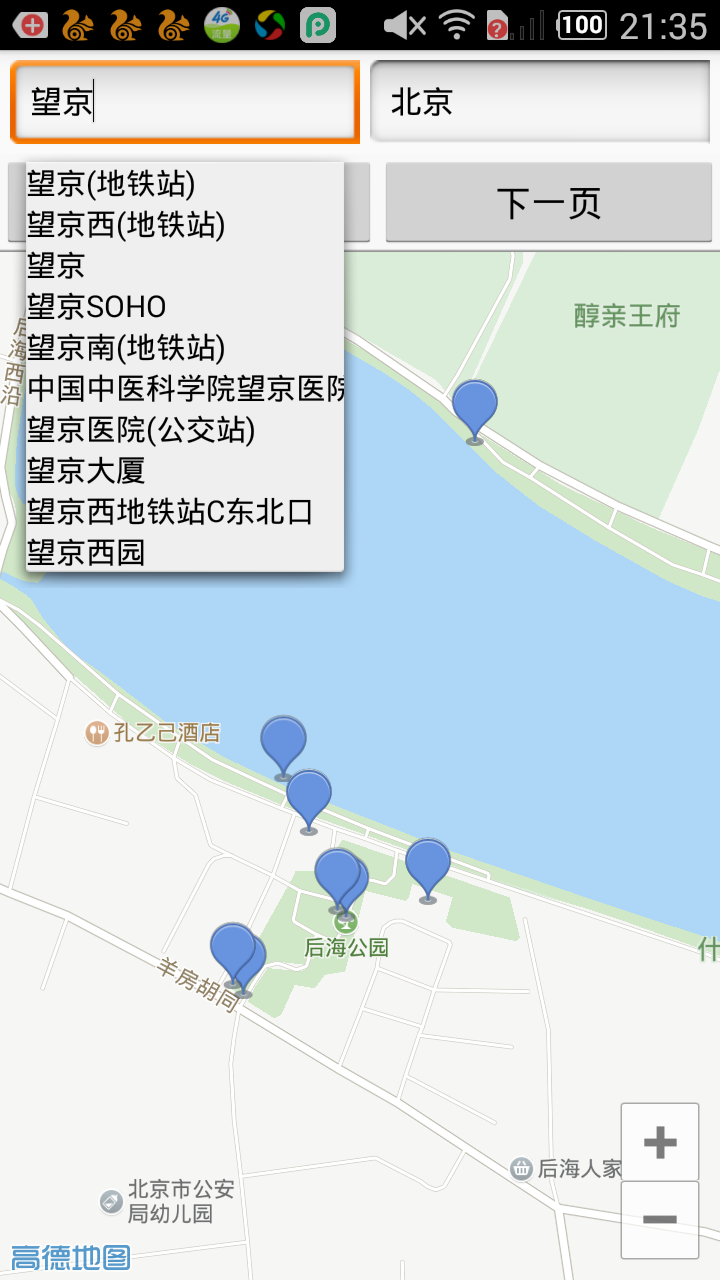 4G
流量
100
21:35
望京
北京
下一页
望京(地铁站)
望京西(地铁站)
望京
望京SOHO
望京南(地铁站)
中国中医科学院望京医院
望京医院(公交站)
望京大厦
望京西地铁站C东北口
望京西园
醇亲王府
后海西沿
孔乙己酒店
后海公园
什
羊房胡同
后海人家
北京市公安
局幼儿园
高德地图